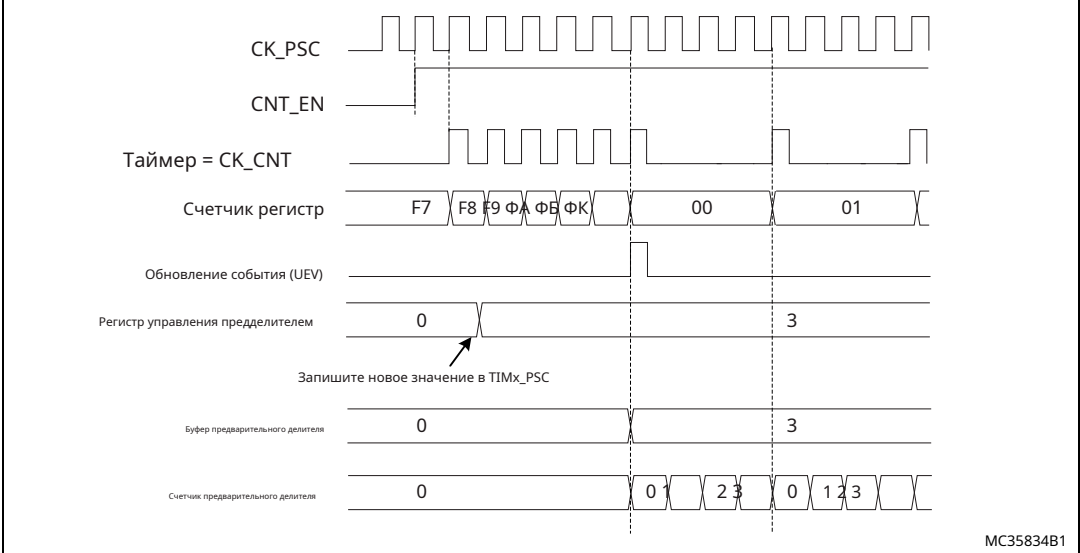 CK_PSC
CNT_EN
Таймер = CK_CNT
Счетчик регистр F7 F8 F9 ФА ФБ ФК 00 01
Обновление события (UEV)
Регистр управления предделителем 0 3
Запишите новое значение в TIMx_PSC
Буфер предварительного делителя 0 3
Счетчик предварительного делителя 0 0 1 2 3 0 1 2 3
MC35834B1